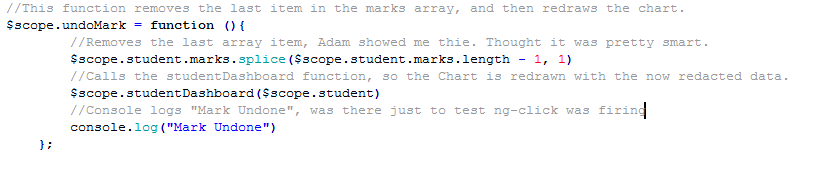 //This function removes the last item in the marks array, and then redraws the chart.
$scope.undoMark = function (){
//Removes the last array item, Adam showed me thie. Thought it was pretty smart.
$scope.student.marks.splice($scope.student.marks.length - 1, 1)
//Calls the studentDashboard function, so the Chart is redrawn with the now redacted data.
$scope.studentDashboard($scope.student)
//Console logs "Mark Undone", was there just to test ng-click was firing
console.log("Mark Undone")
};